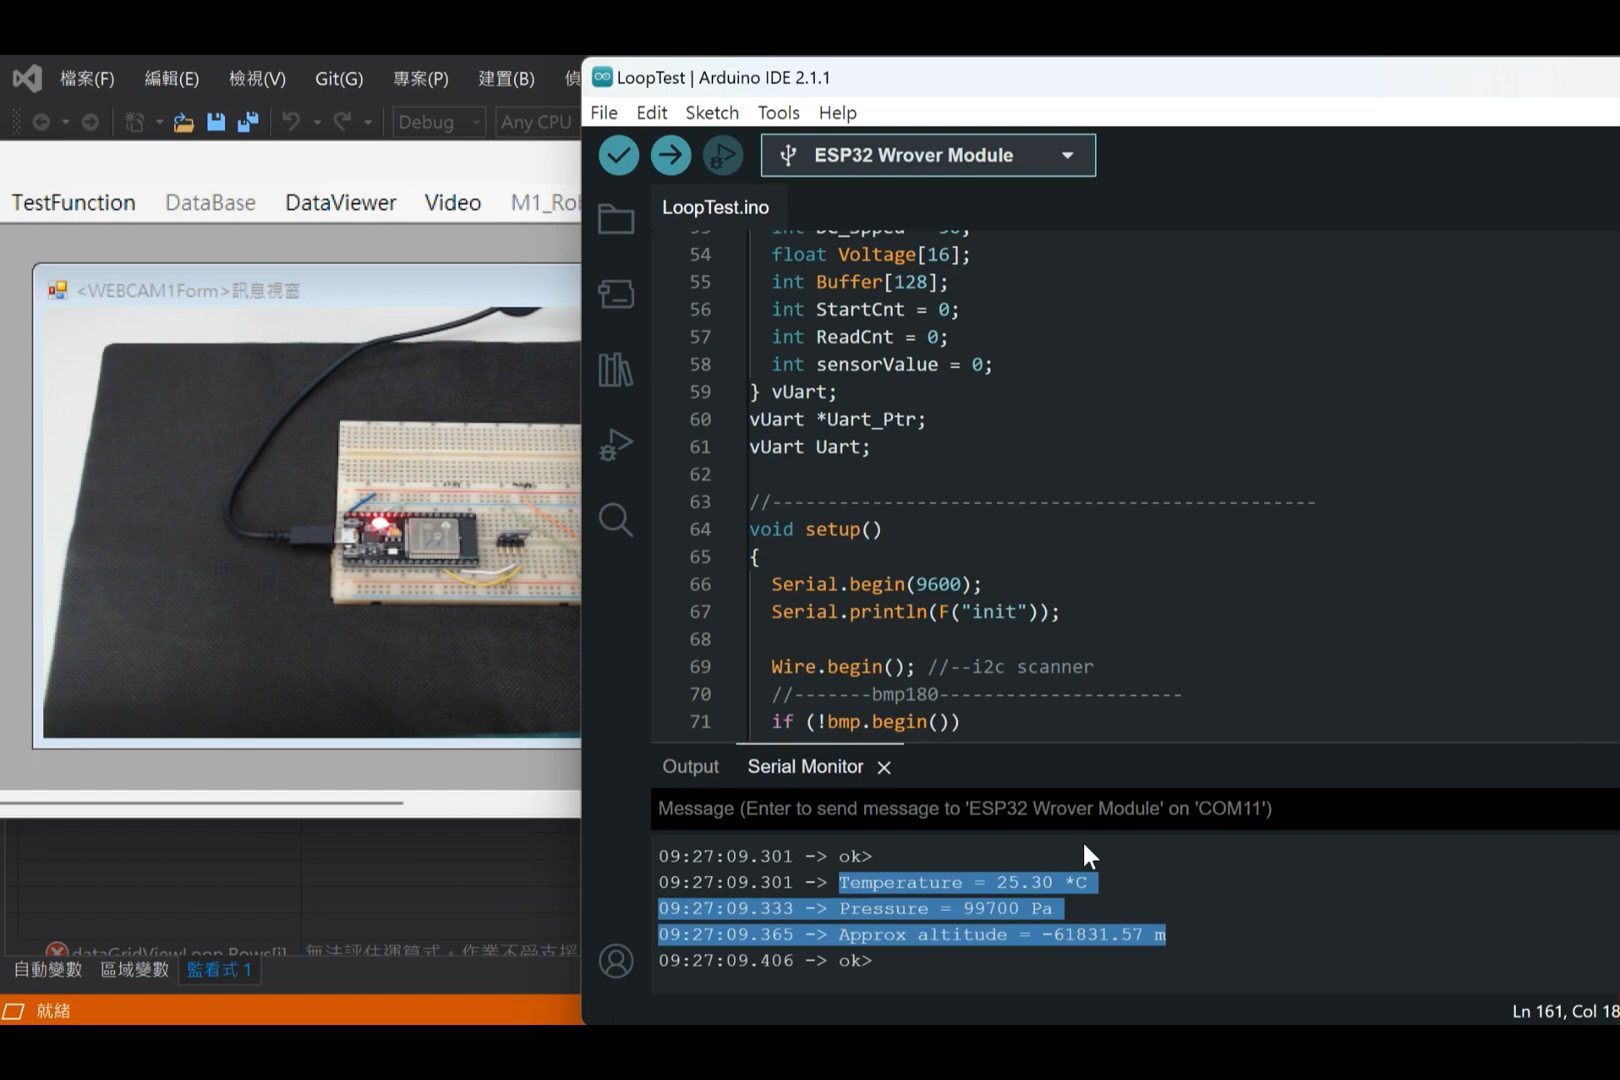 檔案(F) 編輯(E) 檢視(V) Git(G) 專案(P) 建置(B) 偵
Debug Any CPU
TestFunction DataBase DataViewer Video M1_Ro
<WEBCAM1Form>訊息視窗
dataGridViewLoop.Rows[i] 無法評估運算式。作業不受支援
自動變數 區域變數 監看式 1
就緒
LoopTest | Arduino IDE 2.1.1
File Edit Sketch Tools Help
ESP32 Wrover Module
LoopTest.ino
54 float Voltage[16];
55 int Buffer[128];
56 int StartCnt = 0;
57 int ReadCnt = 0;
58 int sensorValue = 0;
59 } vUart;
60 vUart *Uart_Ptr;
61 vUart Uart;
62
63 //-------------------------------------------------
64 void setup()
65 {
66 Serial.begin(9600);
67 Serial.println(F("init"));
68
69 Wire.begin(); //--i2c scanner
70 //-------bmp180----------------------
71 if (!bmp.begin())
Output Serial Monitor
Message (Enter to send message to 'ESP32 Wrover Module' on 'COM11')
09:27:09.301 -> ok>
09:27:09.301 -> Temperature = 25.30 *C
09:27:09.333 -> Pressure = 99700 Pa
09:27:09.365 -> Approx altitude = -61831.57 m
09:27:09.406 -> ok>
Ln 161, Col 18